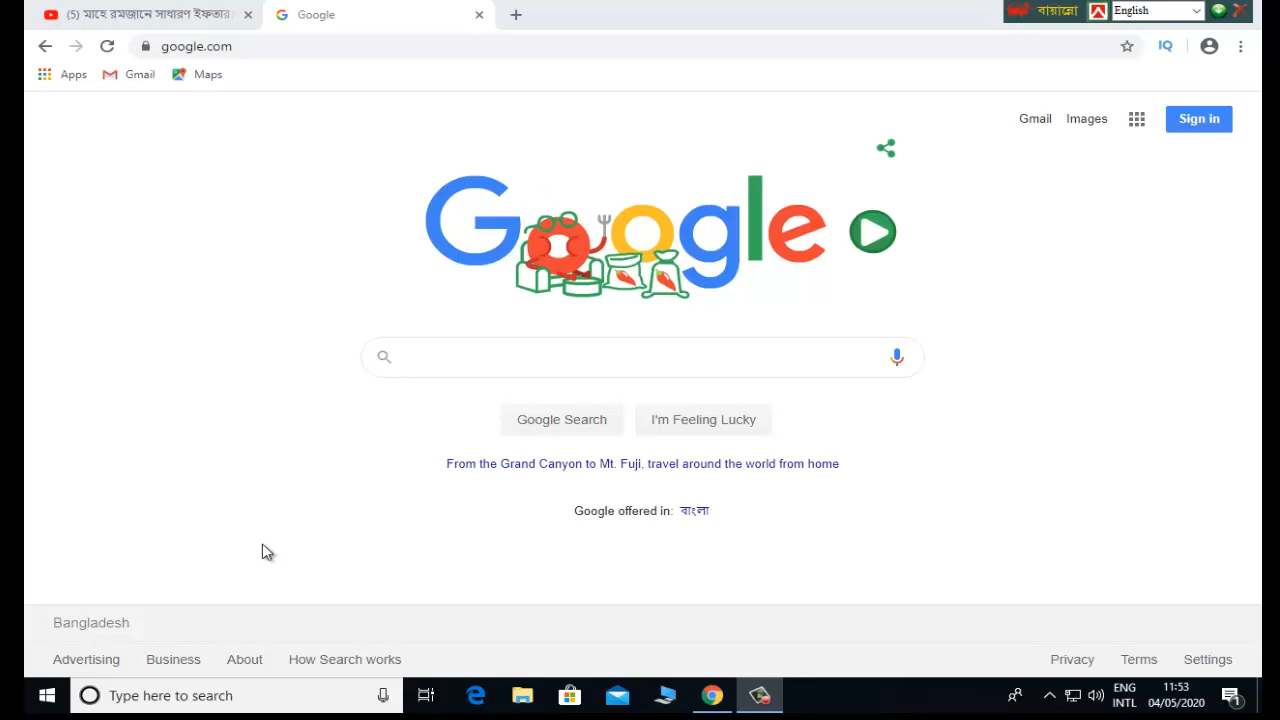 (5) মাহে রমজানে সাধারণ ইফতার
Google
বায়ান্নো
English
google.com
IQ
Apps
Gmail
Maps
Gmail
Images
Sign in
Google
Google Search
I'm Feeling Lucky
From the Grand Canyon to Mt. Fuji, travel around the world from home
Google offered in: বাংলা
Bangladesh
Advertising
Business
About
How Search works
Privacy
Terms
Settings
Type here to search
ENG
INTL
11:53
04/05/2020
1